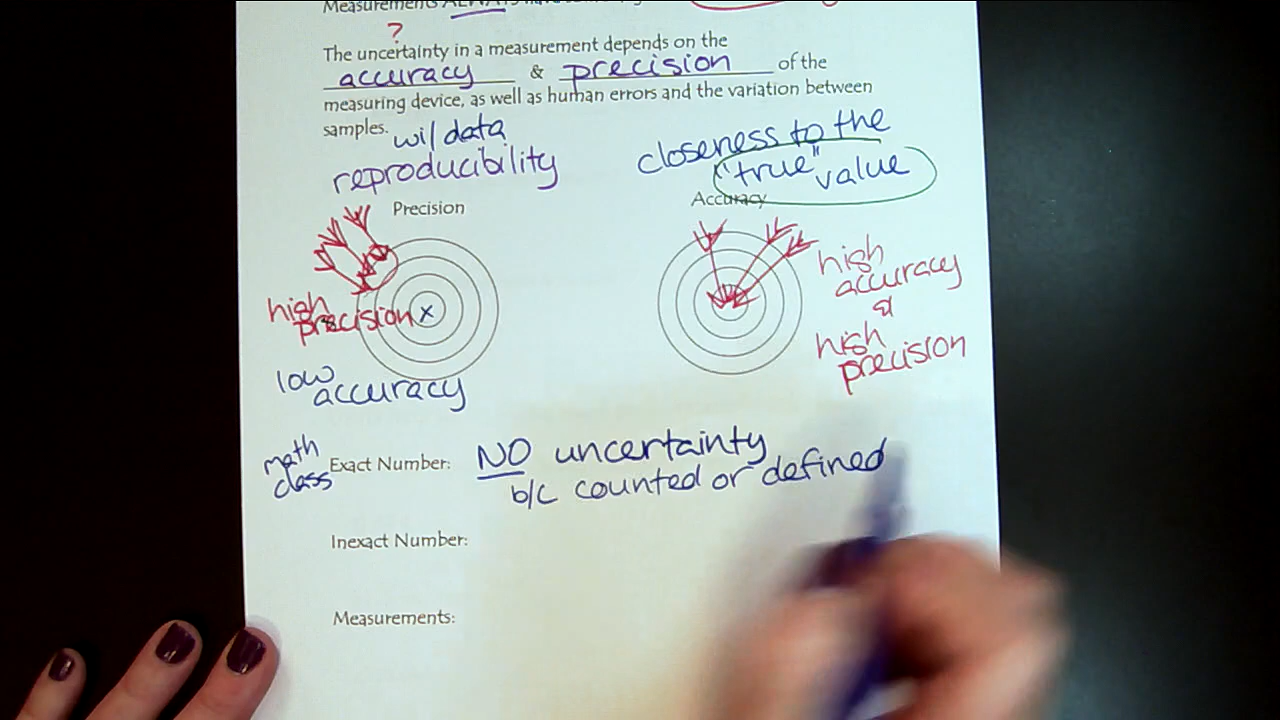 Measurements ALWAYS
?
The uncertainty in a measurement depends on the
accuracy & precision of the
measuring device, as well as human errors and the variation between
samples.
w/ data
reproducibility
closeness to the
"true" value
Precision
Accuracy
high
precision
x
low
accuracy
high
accuracy
&
high
precision
math
class
Exact Number: NO uncertainty
b/c counted or defined
Inexact Number:
Measurements: